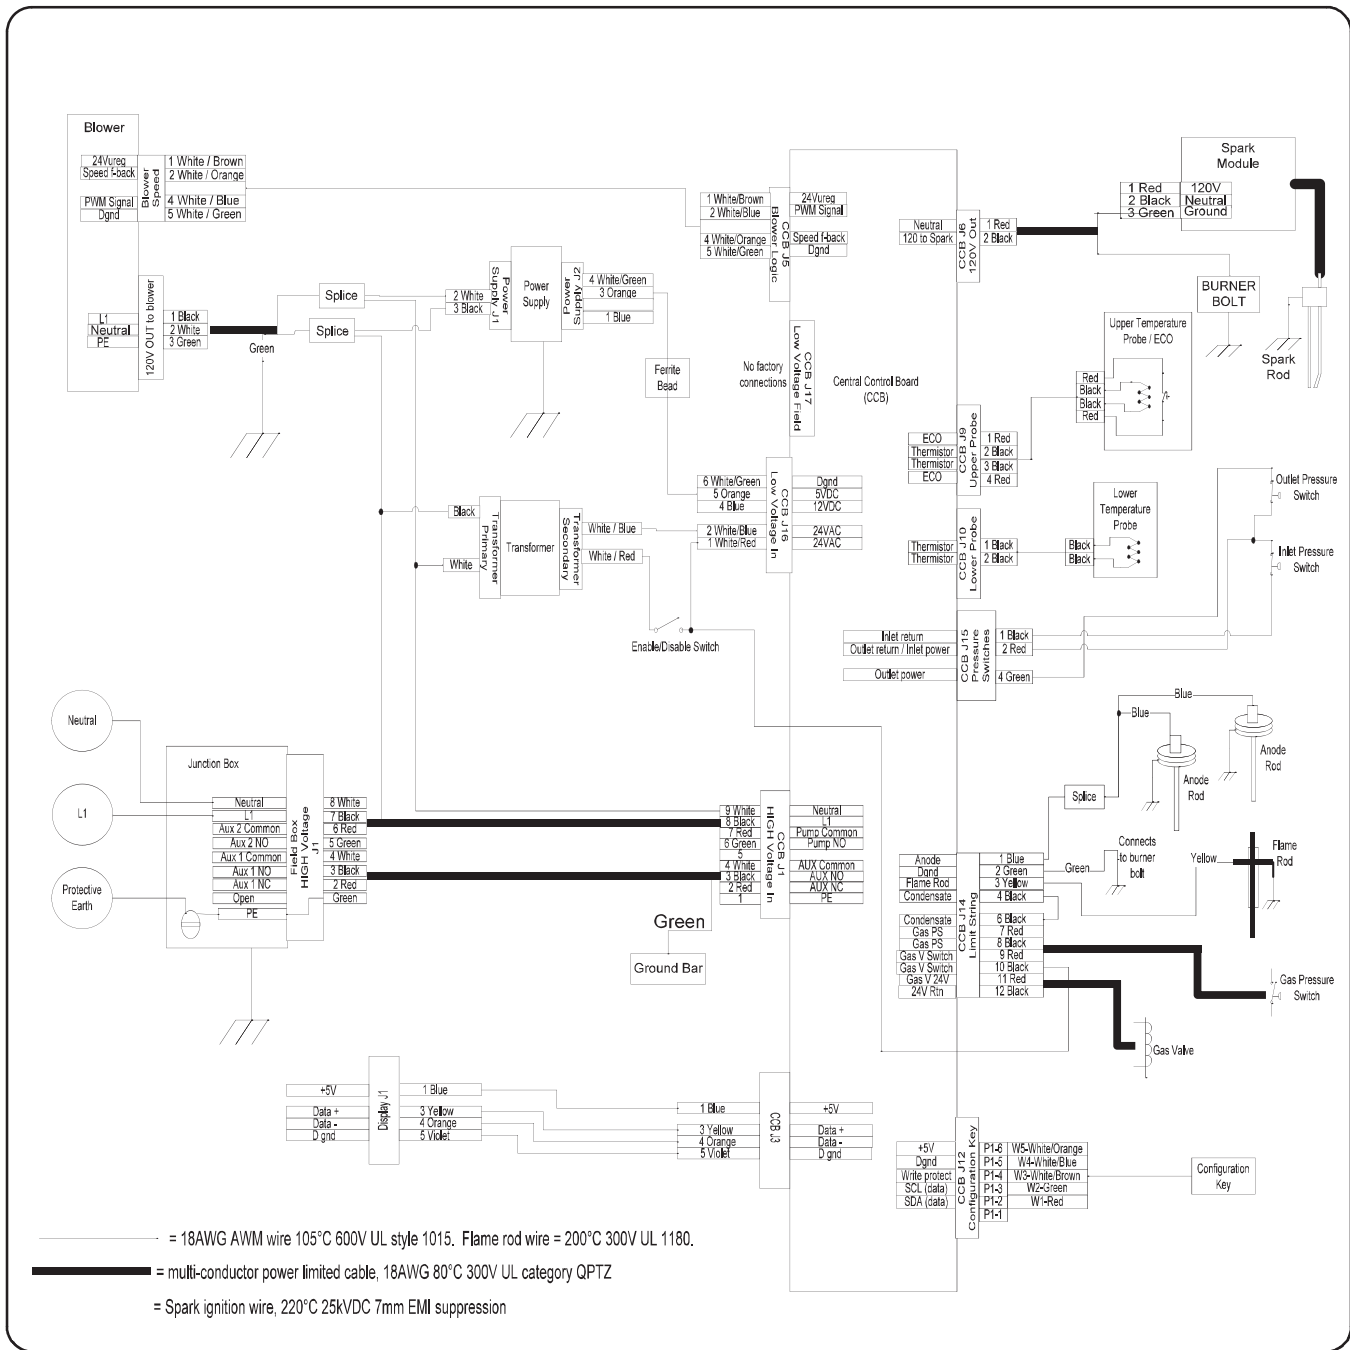 Blower
24Vureg
Speed f-back
PWM Signal
Dgnd
Blower Speed
1 White / Brown
2 White / Orange
4 White / Blue
5 White / Green
L1
Neutral
PE
120V OUT to blower
1 Black
2 White
3 Green
Green
Splice
Splice
2 White
3 Black
Power Supply J1
Power Supply
Power Supply J2
4 White/Green
3 Orange
1 Blue
Ferrite Bead
Black
White
Transformer Primary
Transformer
Transformer Secondary
White / Blue
White / Red
Enable/Disable Switch
1 White/Brown
2 White/Blue
4 White/Orange
5 White/Green
CCB J5
Blower Logic
24Vureg
PWM Signal
Speed f-back
Dgnd
No factory connections
CCB J17
Low Voltage Field
Central Control Board
(CCB)
6 White/Green
5 Orange
4 Blue
2 White/Blue
1 White/Red
CCB J16
Low Voltage In
Dgnd
5VDC
12VDC
24VAC
24VAC
Neutral
120 to Spark
CCB J6
120V Out
1 Red
2 Black
Spark Module
1 Red
2 Black
3 Green
120V
Neutral
Ground
BURNER BOLT
Spark Rod
Upper Temperature
Probe / ECO
Red
Black
Black
Red
ECO
Thermistor
Thermistor
ECO
CCB J9
Upper Probe
1 Red
2 Black
3 Black
4 Red
Lower
Temperature
Probe
Black
Black
Thermistor
Thermistor
CCB J10
Lower Probe
1 Black
2 Black
Outlet Pressure
Switch
Inlet Pressure
Switch
Inlet return
Outlet return / Inlet power
Outlet power
CCB J15
Pressure Switches
1 Black
2 Red
4 Green
Neutral
L1
Protective
Earth
Junction Box
Neutral
L1
Aux 2 Common
Aux 2 NO
Aux 1 Common
Aux 1 NO
Aux 1 NC
Open
PE
Field Box
HIGH Voltage
J1
8 White
7 Black
6 Red
5 Green
4 White
3 Black
2 Red
Green
9 White
8 Black
7 Red
6 Green
5
4 White
3 Black
2 Red
1
CCB J1
HIGH Voltage In
Neutral
L1
Pump Common
Pump NO
AUX Common
AUX NO
AUX NC
PE
Green
Ground Bar
Blue
Blue
Anode Rod
Anode Rod
Splice
Anode
Dgnd
Flame Rod
Condensate
Condensate
Gas PS
Gas PS
Gas V Switch
Gas V Switch
Gas V 24V
24V Rtn
CCB J14
Limit String
1 Blue
2 Green
3 Yellow
4 Black
6 Black
7 Red
8 Black
9 Red
10 Black
11 Red
12 Black
Green
Connects
to burner
bolt
Yellow
Flame Rod
Gas Pressure
Switch
Gas Valve
+5V
Data +
Data -
D gnd
Display J1
1 Blue
3 Yellow
4 Orange
5 Violet
1 Blue
3 Yellow
4 Orange
5 Violet
CCB J3
+5V
Data +
Data -
D gnd
+5V
Dgnd
Write protect
SCL (data)
SDA (data)
CCB J12
Configuration Key
P1-6
P1-5
P1-4
P1-3
P1-2
P1-1
W5-White/Orange
W4-White/Blue
W3-White/Brown
W2-Green
W1-Red
Configuration
Key
= 18AWG AWM wire 105°C 600V UL style 1015. Flame rod wire = 200°C 300V UL 1180.
= multi-conductor power limited cable, 18AWG 80°C 300V UL category QPTZ
= Spark ignition wire, 220°C 25kVDC 7mm EMI suppression